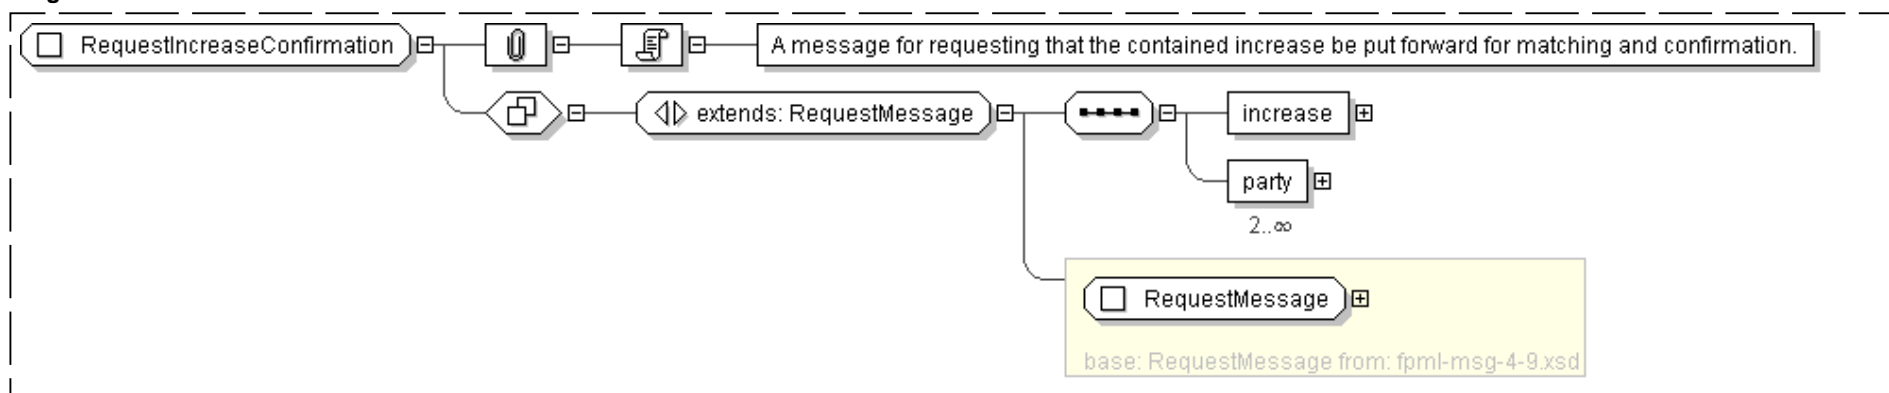 RequestIncreaseConfirmation
A message for requesting that the contained increase be put forward for matching and confirmation.
extends: RequestMessage
increase
party
2..∞
RequestMessage
base: RequestMessage from: fpml-msg-4-9.xsd